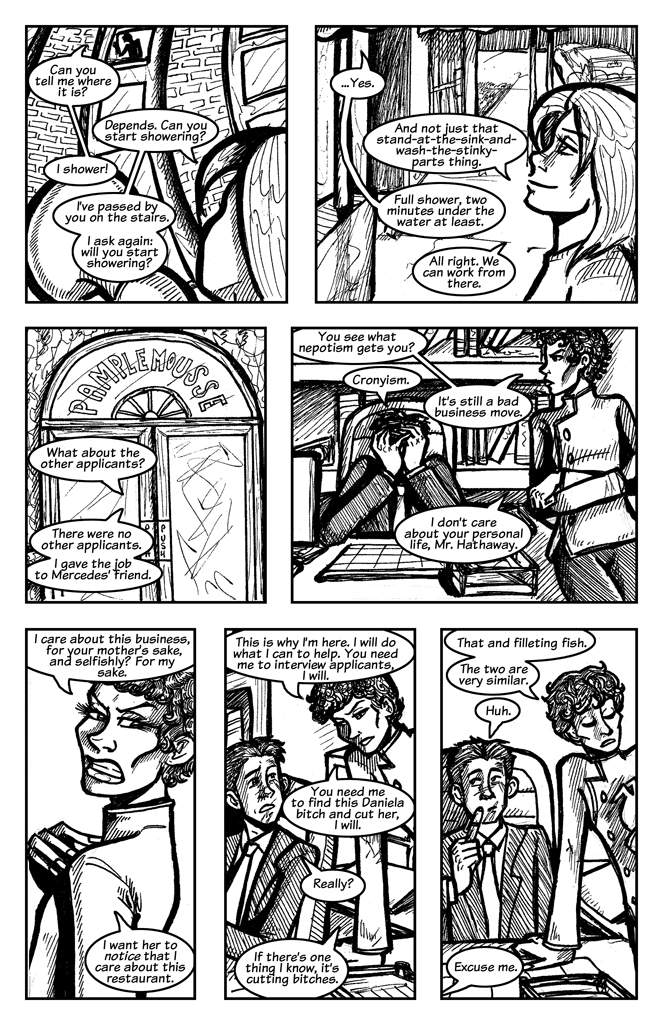 Can you
tell me where
it is?
Depends. Can you
start showering?
I shower!
I've passed by
you on the stairs.
I ask again:
will you start
showering?
...Yes.
And not just that
stand-at-the-sink-and-
wash-the-stinky-
parts thing.
Full shower, two
minutes under the
water at least.
All right. We
can work from
there.
PAMPLEMOUSSE
What about the
other applicants?
There were no
other applicants.
I gave the job
to Mercedes' friend.
PUSH
You see what
nepotism gets you?
Cronyism.
It's still a bad
business move.
I don't care
about your personal
life, Mr. Hathaway.
I care about this business,
for your mother's sake,
and selfishly? For my
sake.
I want her to
notice that I
care about this
restaurant.
This is why I'm here. I will do
what I can to help. You need
me to interview applicants,
I will.
You need me
to find this Daniela
bitch and cut her,
I will.
Really?
If there's one
thing I know, it's
cutting bitches.
That and filleting fish.
The two are
very similar.
Huh.
Excuse me.